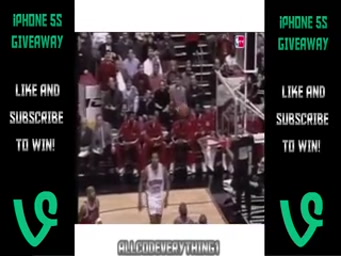 iPHONE 5S
GIVEAWAY
LIKE AND
SUBSCRIBE
TO WIN!
iPHONE 5S
GIVEAWAY
LIKE AND
SUBSCRIBE
TO WIN!
ALLCODEVERYTHING1